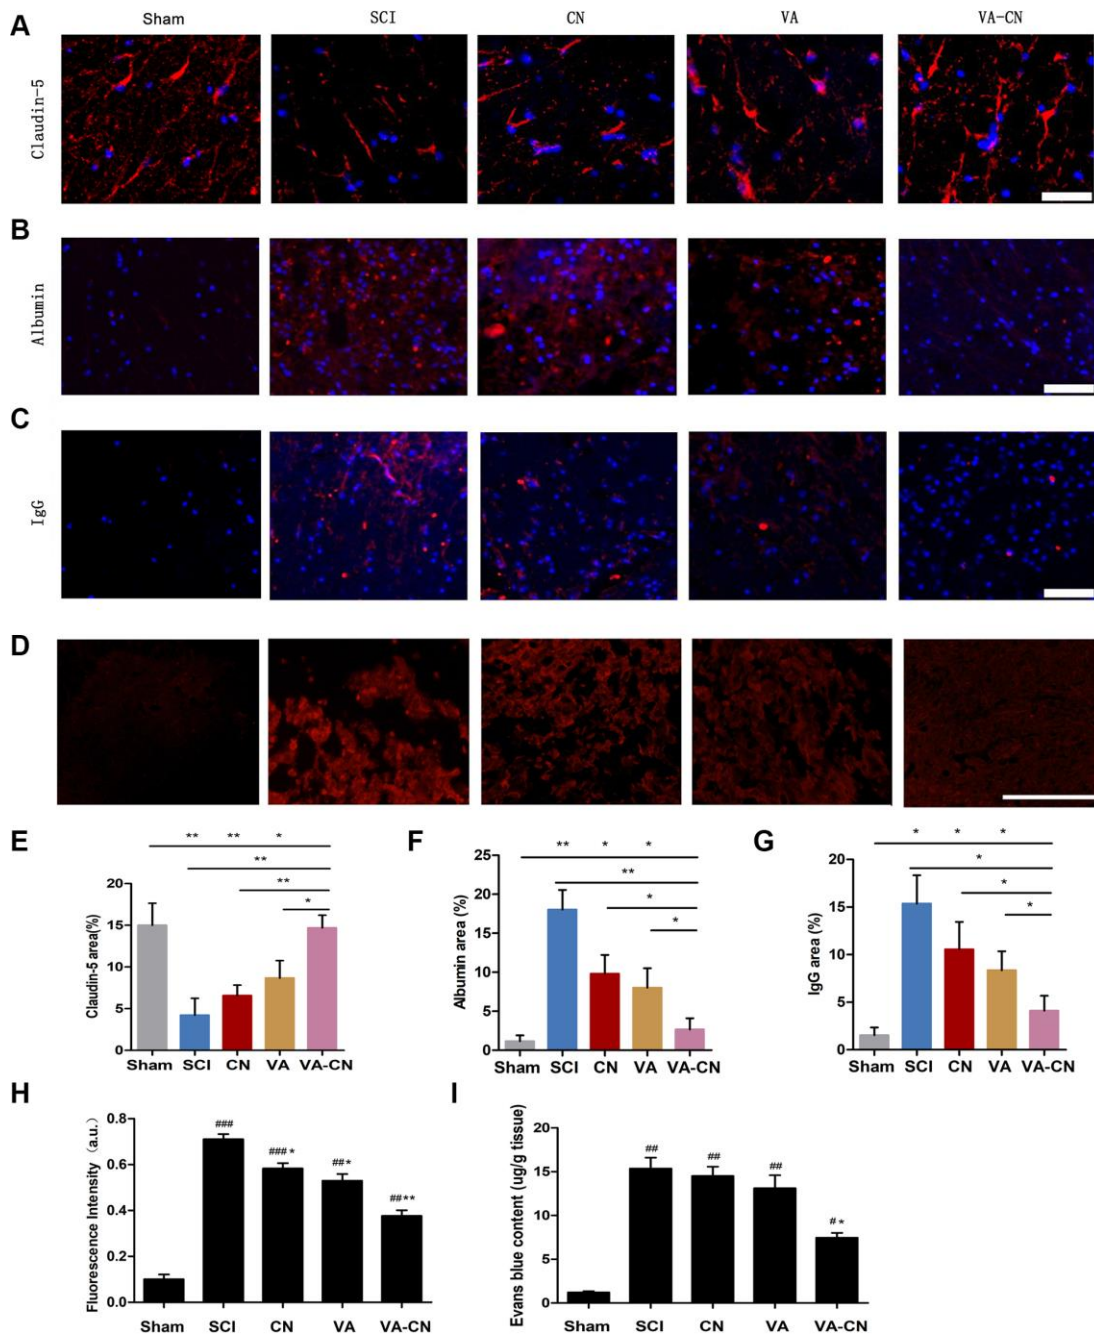 A
Sham SCI CN VA VA-CN
Claudin-5
B
Albumin
C
IgG
D
E
** ** *
**
**
*
Claudin-5 area(%)
20
15
10
5
0
Sham SCI CN VA VA-CN
F
** * *
**
*
*
Albumin area (%)
25
20
15
10
5
0
Sham SCI CN VA VA-CN
G
* * *
*
*
*
IgG area (%)
20
15
10
5
0
Sham SCI CN VA VA-CN
H
Fluorescence Intensity (a.u.)
0.8
0.6
0.4
0.2
0.0
###
###*
##*
##**
Sham SCI CN VA VA-CN
I
Evans blue content (ug/g tissue)
20
15
10
5
0
##
##
##
#*
Sham SCI CN VA VA-CN